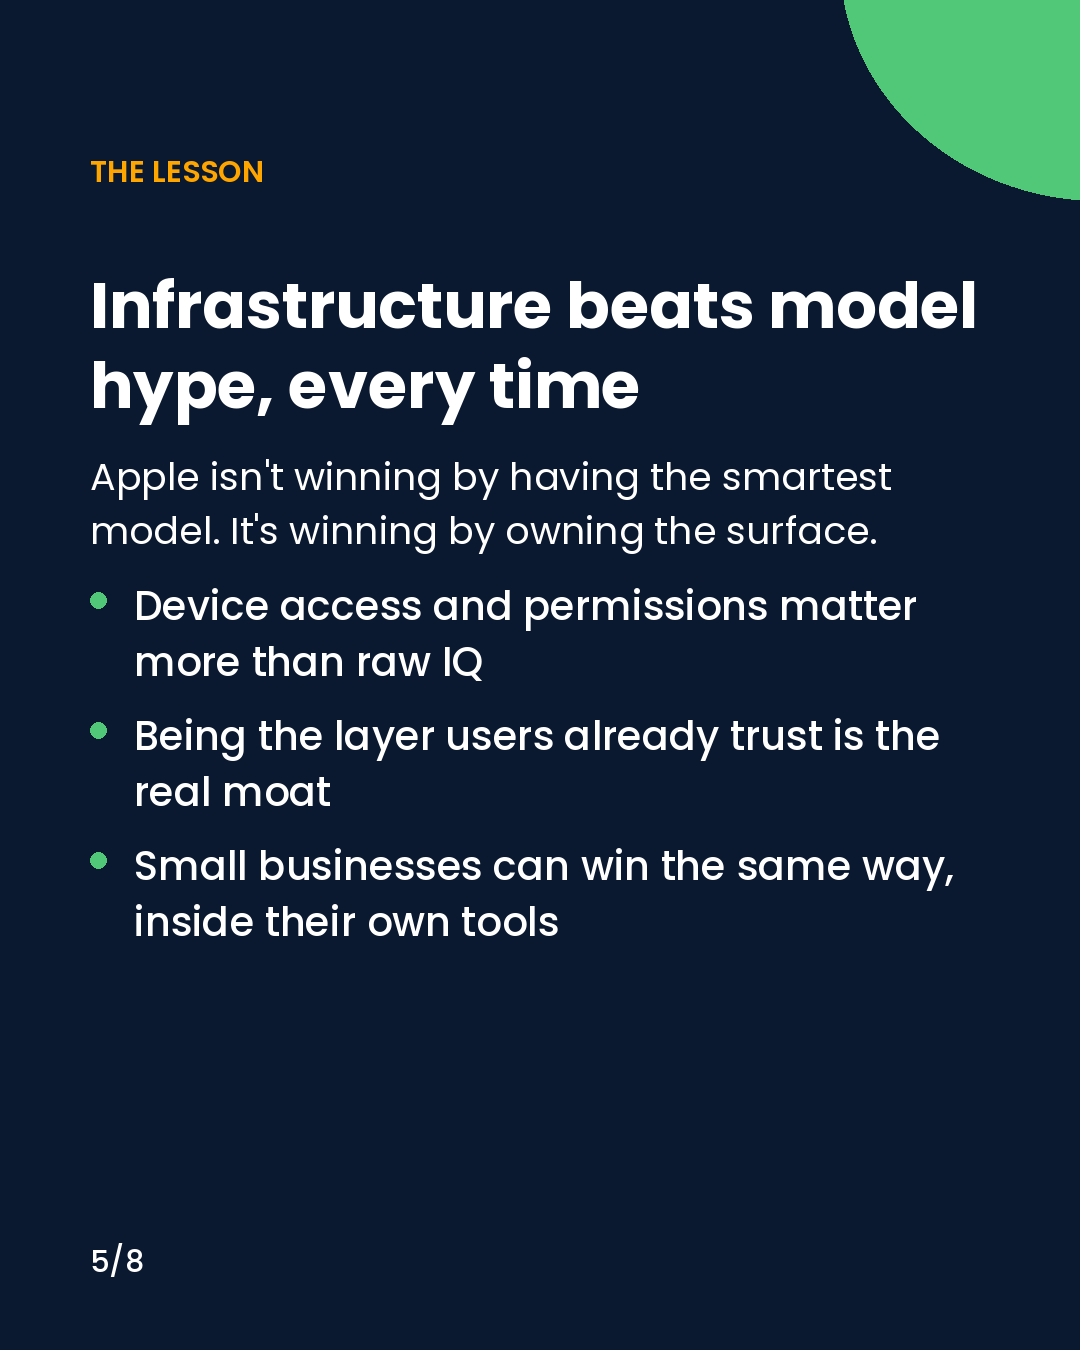 THE LESSON
Infrastructure beats model
hype, every time
Apple isn't winning by having the smartest
model. It's winning by owning the surface.
Device access and permissions matter
more than raw IQ
Being the layer users already trust is the
real moat
Small businesses can win the same way,
inside their own tools
5/8